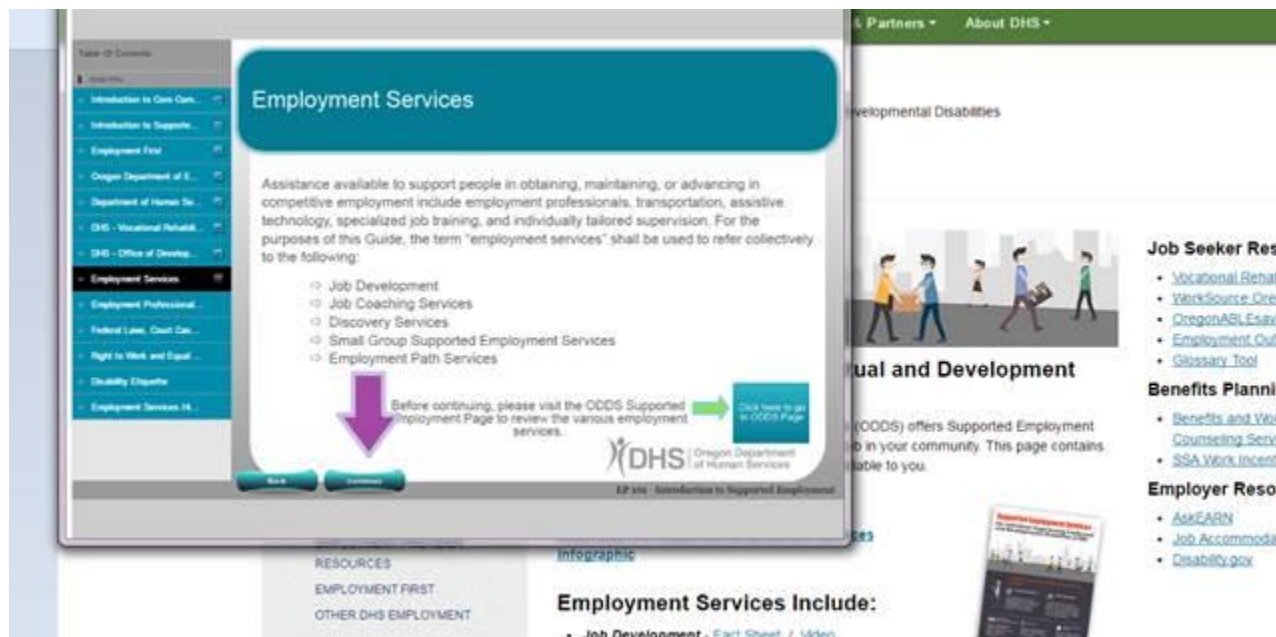 & Partners
About DHS
Table Of Contents
Introduction to Core Com...
Introduction to Supporte...
Employment First
Oregon Department of E...
Department of Human Se...
DHS - Vocational Rehabili...
DHS - Office of Develop...
Employment Services
Employment Professional...
Federal Laws, Court Cas...
Right to Work and Equal ...
Disability Etiquette
Employment Services Hi...
Employment Services
Assistance available to support people in obtaining, maintaining, or advancing in
competitive employment include employment professionals, transportation, assistive
technology, specialized job training, and individually tailored supervision. For the
purposes of this Guide, the term "employment services" shall be used to refer collectively
to the following:
Job Development
Job Coaching Services
Discovery Services
Small Group Supported Employment Services
Employment Path Services
Before continuing, please visit the ODDS Supported
mployment Page to review the various employment
services.
Click here to go
to ODDS Page
DHS
Oregon Department
of Human Services
Back
Continue
- Introduction to Supported Employment
velopmental Disabilities
ual and Development
(ODDS) offers Supported Employment
b in your community. This page contains
ilable to you.
Job Seeker Res
Vocational Rehab
WorkSource Ore
OregonABLEsav
Employment Out
Glossary Tool
Benefits Planni
Benefits and Wor
Counseling Serv
SSA Work Incent
Employer Reso
AskEARN
Job Accommoda
Disability.gov
RESOURCES
EMPLOYMENT FIRST
OTHER DHS EMPLOYMENT
ces
Infographic
Employment Services Include:
Job Development - Fact Sheet / Video
Supported Employment Services